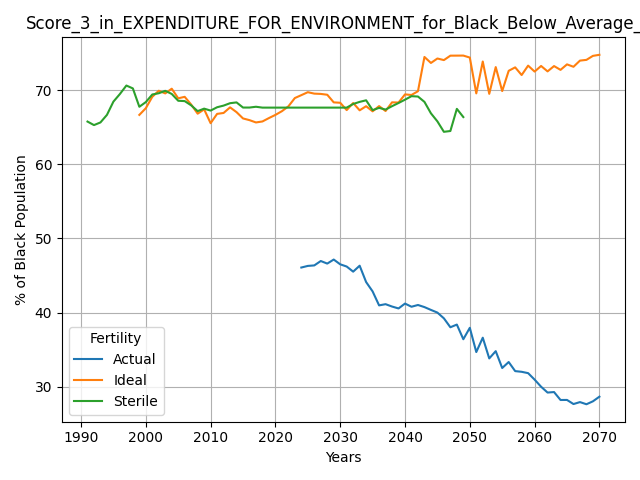 Score_3_in_EXPENDITURE_FOR_ENVIRONMENT_for_Black_Below_Average_
% of Black Population
70
60
50
40
30
Fertility
Actual
Ideal
Sterile
1990 2000 2010 2020 2030 2040 2050 2060 2070
Years